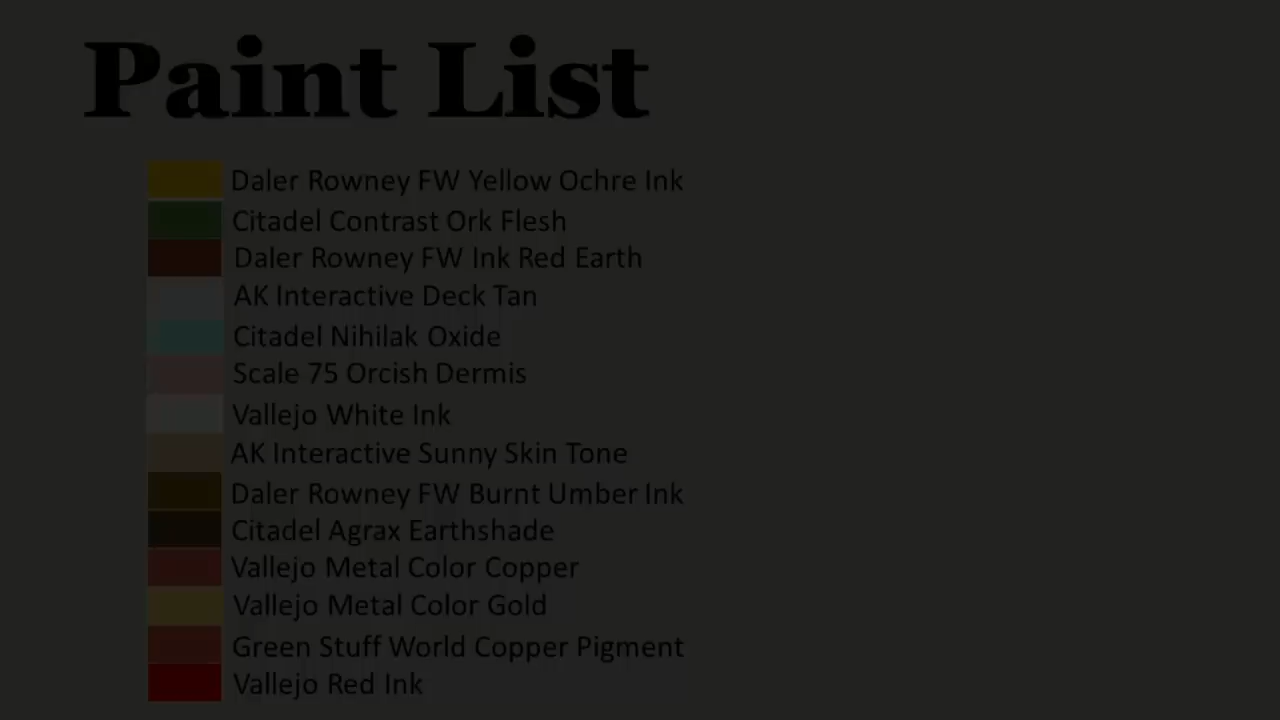 Paint List
Daler Rowney FW Yellow Ochre Ink
Citadel Contrast Ork Flesh
Daler Rowney FW Ink Red Earth
AK Interactive Deck Tan
Citadel Nihilak Oxide
Scale 75 Orcish Dermis
Vallejo White Ink
AK Interactive Sunny Skin Tone
Daler Rowney FW Burnt Umber Ink
Citadel Agrax Earthshade
Vallejo Metal Color Copper
Vallejo Metal Color Gold
Green Stuff World Copper Pigment
Vallejo Red Ink